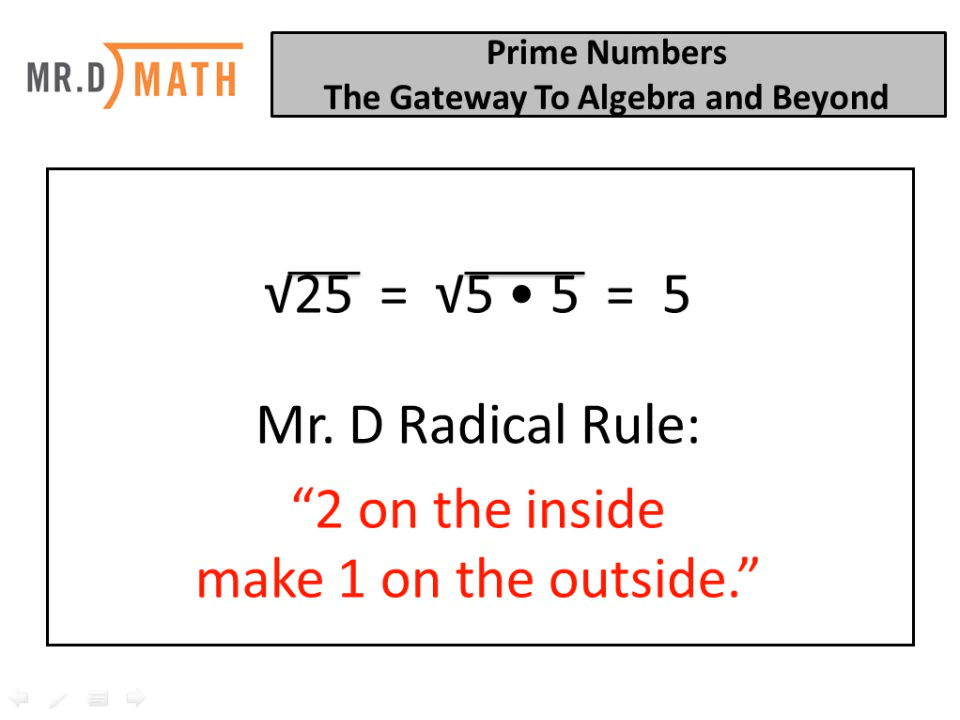 MR.D MATH
Prime Numbers
The Gateway To Algebra and Beyond
√25 = √5 • 5 = 5
Mr. D Radical Rule:
“2 on the inside
make 1 on the outside.”